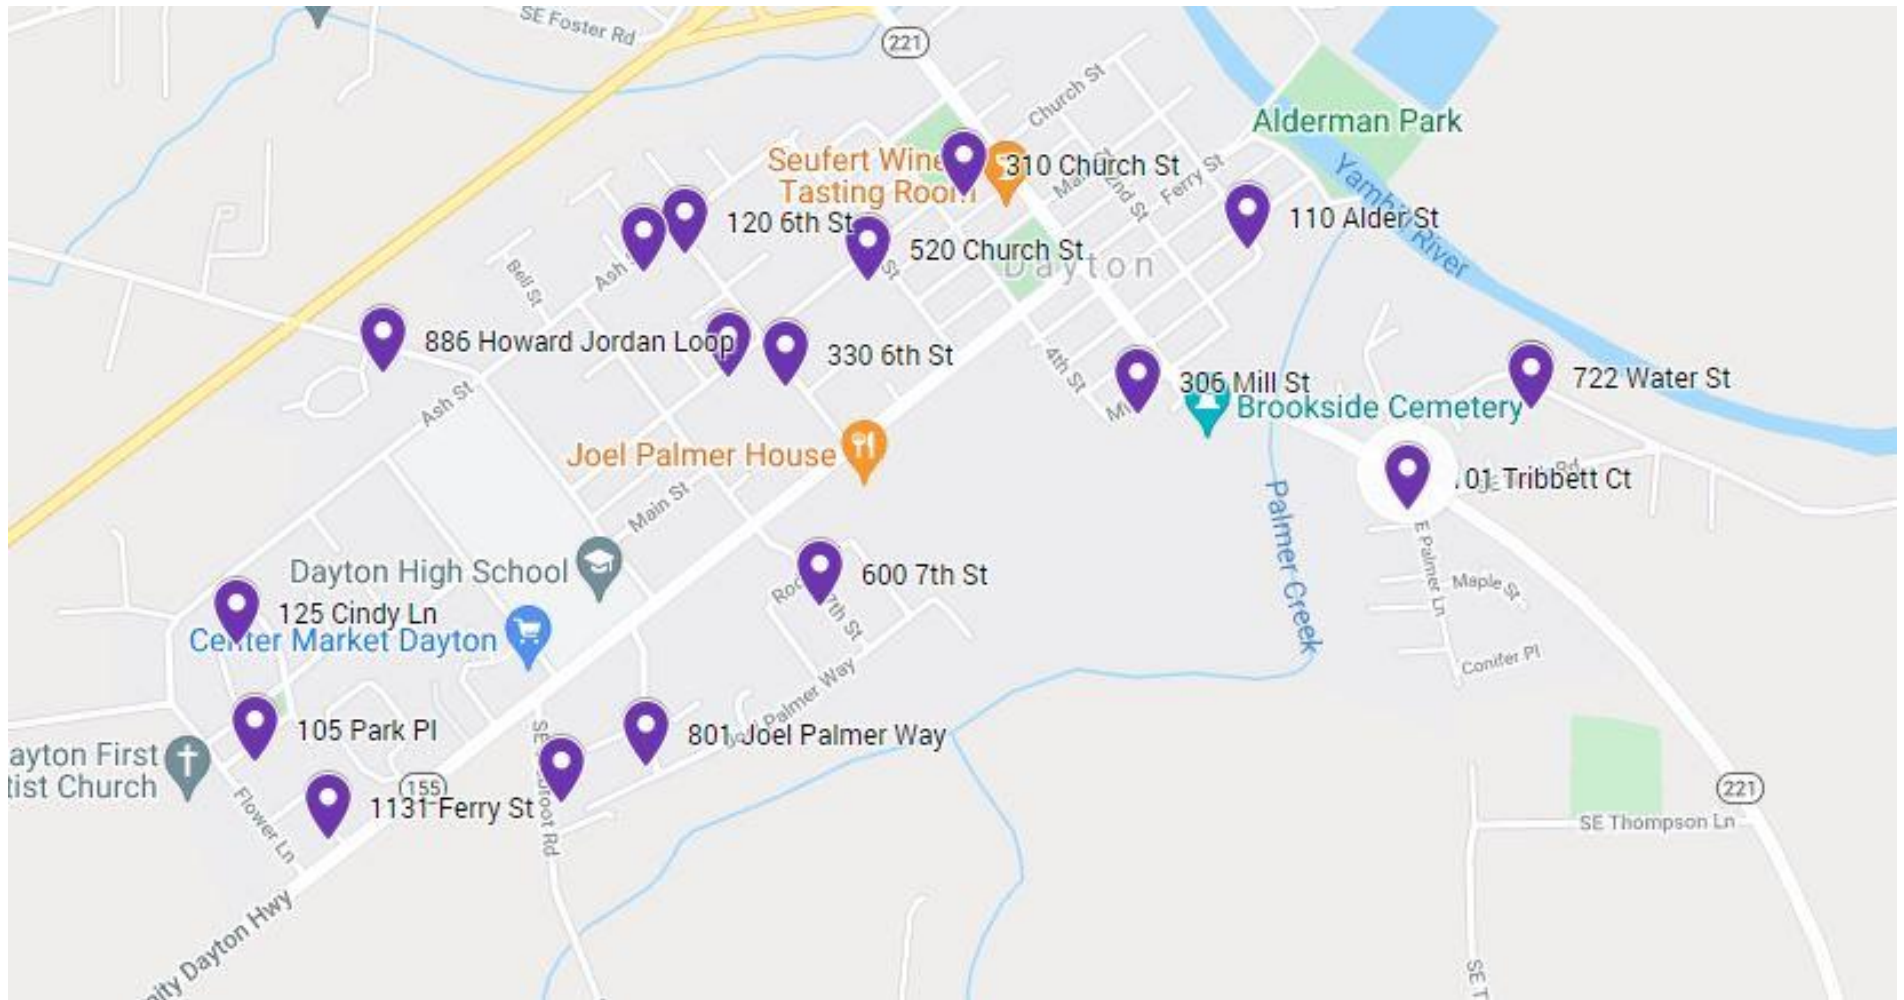 SE Foster Rd
221
Church St
Alderman Park
Seufert Wine
Tasting Room
310 Church St
2nd St
Ferry St
Yamhill River
120 6th St
520 Church St
110 Alder St
St
Dayton
Ash
Bell St
886 Howard Jordan Loop
330 6th St
4th St
306 Mill St
722 Water St
Brookside Cemetery
Ash St
Joel Palmer House
101 Tribbett Ct
Main St
Palmer Creek
E Palmer Ln
Dayton High School
600 7th St
7th St
Maple St
125 Cindy Ln
Center Market Dayton
Conifer Pl
Palmer Way
105 Park Pl
801 Joel Palmer Way
ayton First
tist Church
155
1131 Ferry St
221
Flower Ln
SE Thompson Ln
nity Dayton Hwy
SE T